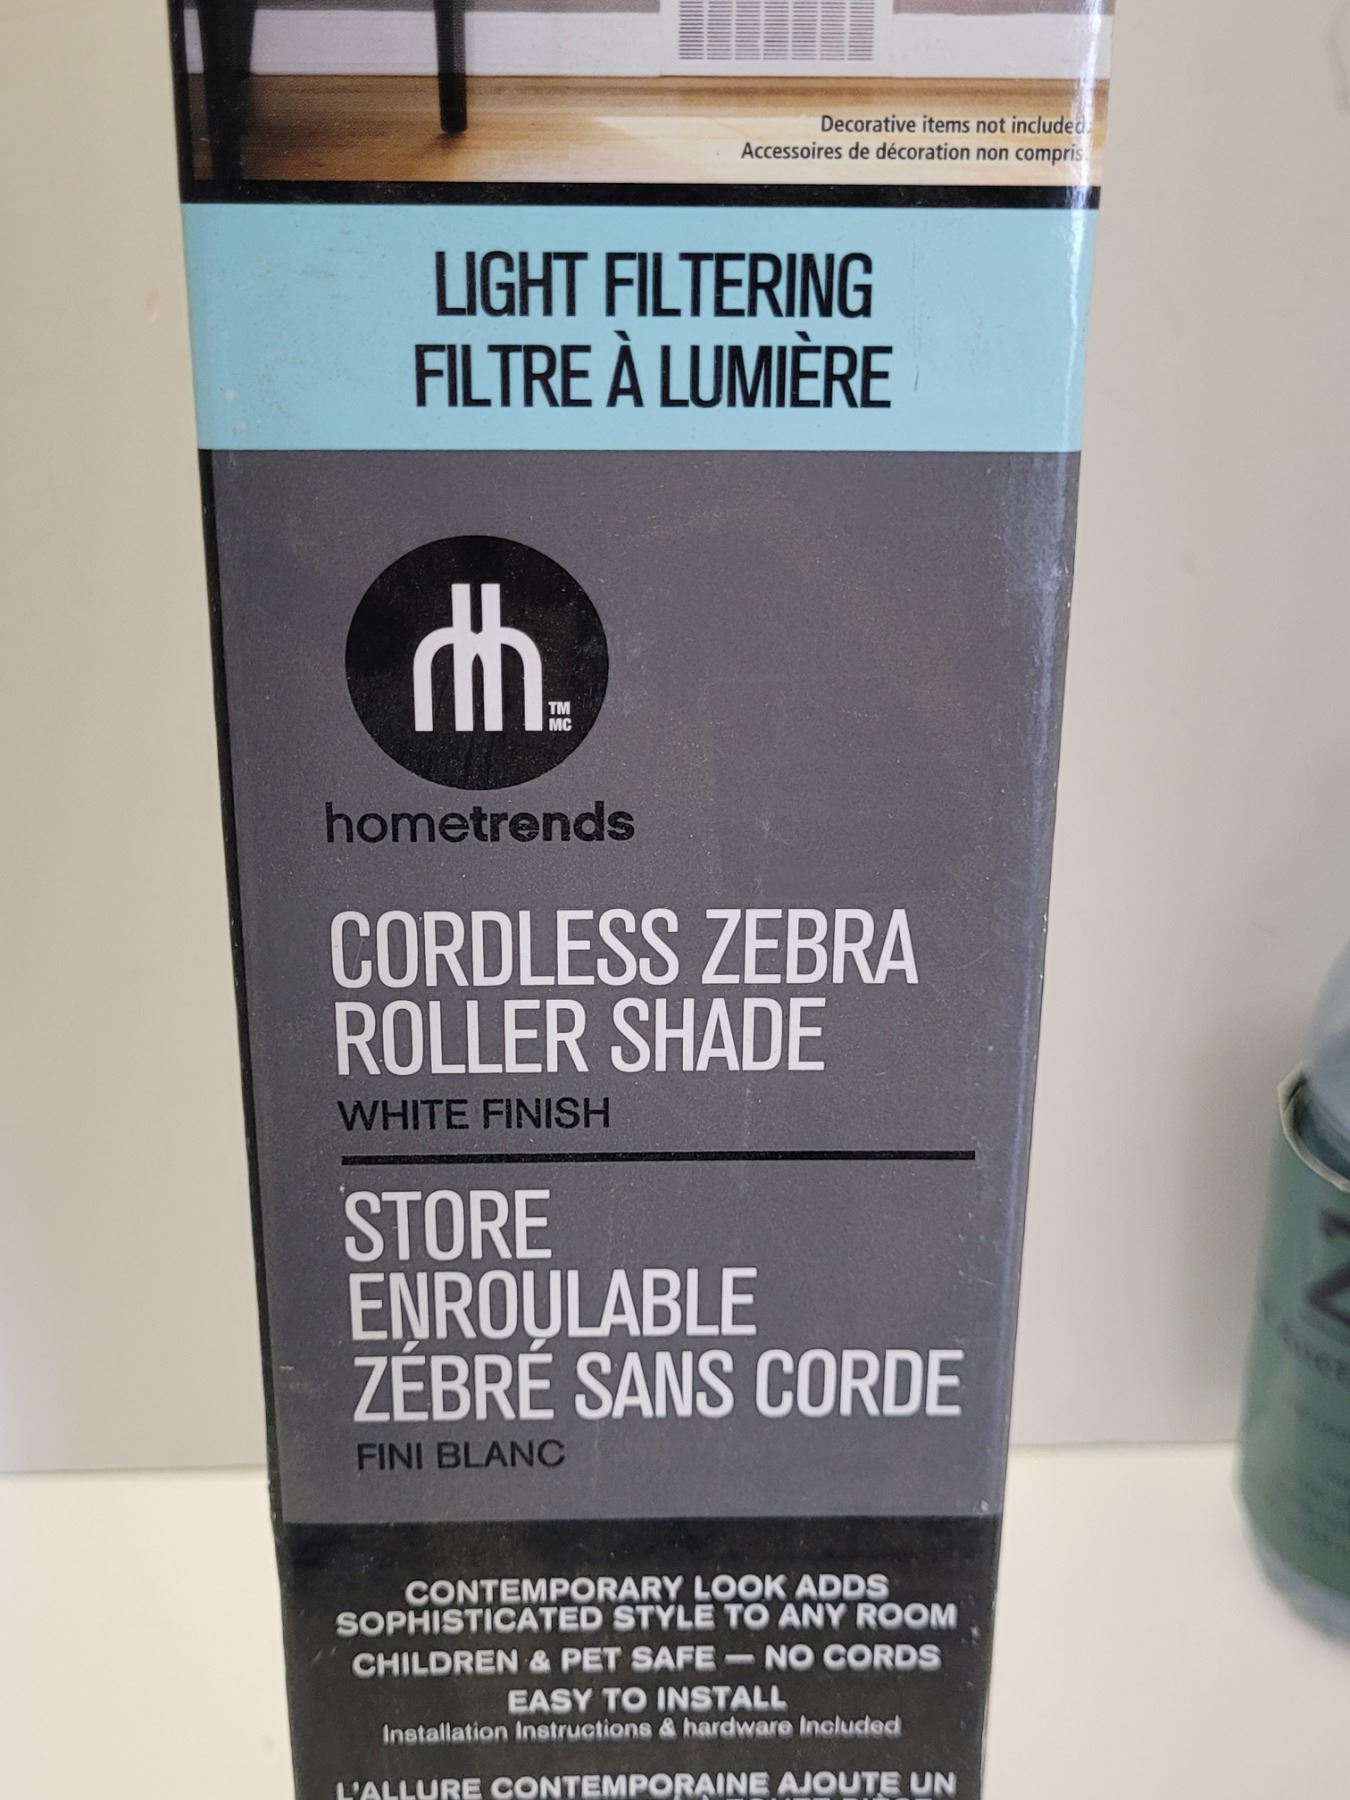 Decorative items not included.
Accessoires de décoration non compris.
LIGHT FILTERING
FILTRE À LUMIÈRE
TM
MC
hometrends
CORDLESS ZEBRA
ROLLER SHADE
WHITE FINISH
STORE
ENROULABLE
ZÉBRÉ SANS CORDE
FINI BLANC
CONTEMPORARY LOOK ADDS
SOPHISTICATED STYLE TO ANY ROOM
CHILDREN & PET SAFE — NO CORDS
EASY TO INSTALL
Installation Instructions & hardware Included
L'ALLURE CONTEMPORAINE AJOUTE UN